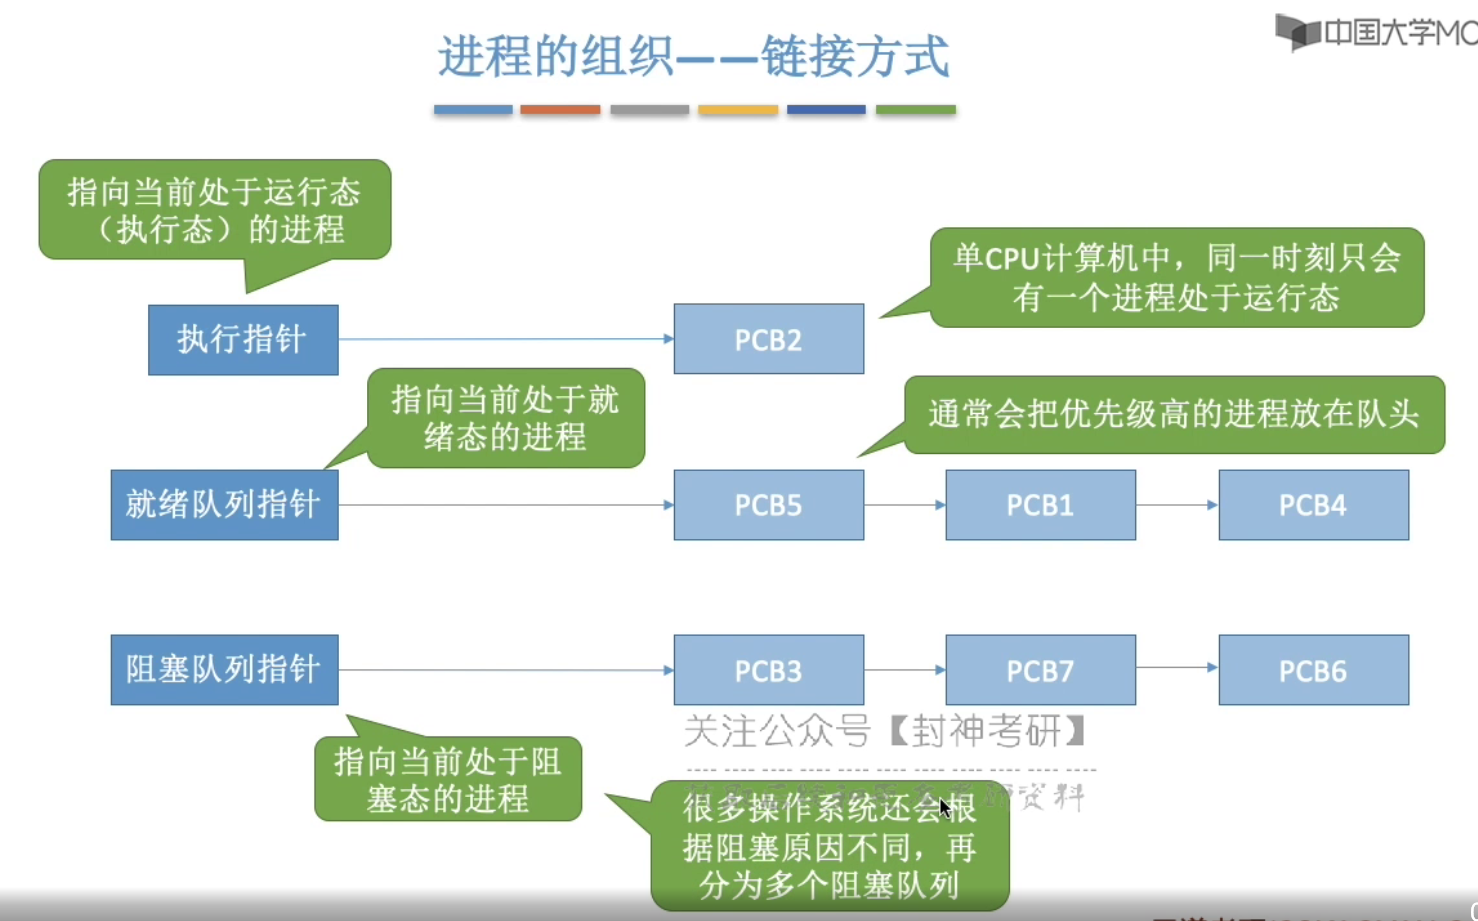 进程的组织——链接方式
中国大学MO
指向当前处于运行态
（执行态）的进程
单CPU计算机中，同一时刻只会
有一个进程处于运行态
执行指针
PCB2
指向当前处于就
绪态的进程
通常会把优先级高的进程放在队头
就绪队列指针
PCB5
PCB1
PCB4
阻塞队列指针
PCB3
PCB7
PCB6
关注公众号【封神考研】
指向当前处于阻
塞态的进程
资料
很多操作系统还会根
据阻塞原因不同，再
分为多个阻塞队列